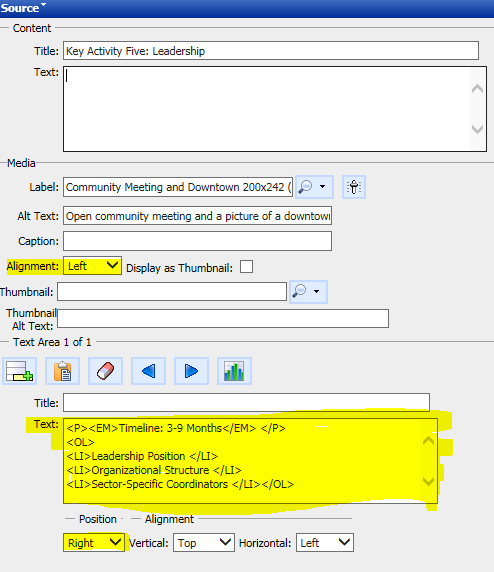 Source
Content
Title: Key Activity Five: Leadership
Text:
Media
Label: Community Meeting and Downtown 200x242 (
Alt Text: Open community meeting and a picture of a downtown
Caption:
Alignment: Left Display as Thumbnail:
Thumbnail:
Thumbnail
Alt Text:
Text Area 1 of 1
Title:
Text: <P><EM>Timeline: 3-9 Months</EM> </P>
<OL>
<LI>Leadership Position </LI>
<LI>Organizational Structure </LI>
<LI>Sector-Specific Coordinators </LI></OL>
Position Alignment
Right Vertical: Top Horizontal: Left